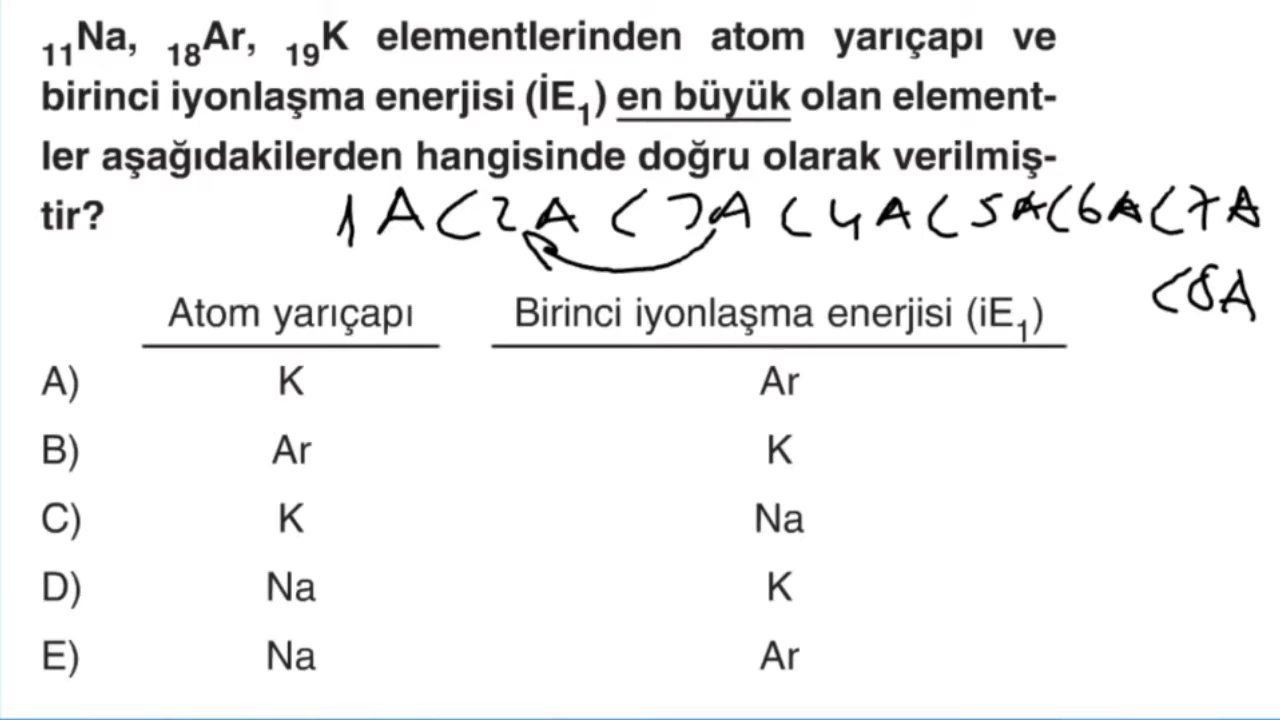 ₁₁Na, ₁₈Ar, ₁₉K elementlerinden atom yarıçapı ve
birinci iyonlaşma enerjisi (İE₁) en büyük olan element-
ler aşağıdakilerden hangisinde doğru olarak verilmiş-
tir?
1A<2A<3A<4A<5A<6A<7A
<8A
Atom yarıçapı Birinci iyonlaşma enerjisi (iE₁)
A) K Ar
B) Ar K
C) K Na
D) Na K
E) Na Ar